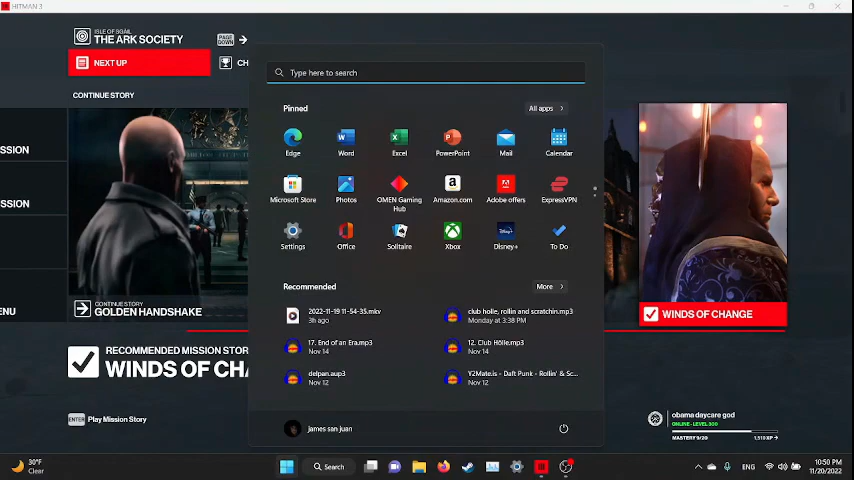 HITMAN 3
ISLE OF SGÀIL
THE ARK SOCIETY
PAGE DOWN
NEXT UP
CH
CONTINUE STORY
SSION
SSION
ENU
CONTINUE STORY
GOLDEN HANDSHAKE
RECOMMENDED MISSION STOR
WINDS OF CHA
ENTER
Play Mission Story
Type here to search
Pinned
All apps
Edge
Word
Excel
PowerPoint
Mail
Calendar
Microsoft Store
Photos
OMEN Gaming Hub
Amazon.com
Adobe offers
ExpressVPN
Settings
Office
Solitaire
Xbox
Disney+
To Do
Recommended
More
2022-11-19 11-54-35.mkv
3h ago
club holle, rollin and scratchin.mp3
Monday at 3:38 PM
17. End of an Era.mp3
Nov 14
12. Club Hölle.mp3
Nov 14
delpan.aup3
Nov 12
Y2Mate.is - Daft Punk - Rollin' & Sc...
Nov 12
james san juan
WINDS OF CHANGE
obama daycare god
ONLINE - LEVEL 300
MASTERY 9/20
1,510 XP
30°F
Clear
Search
ENG
10:50 PM
11/20/2022